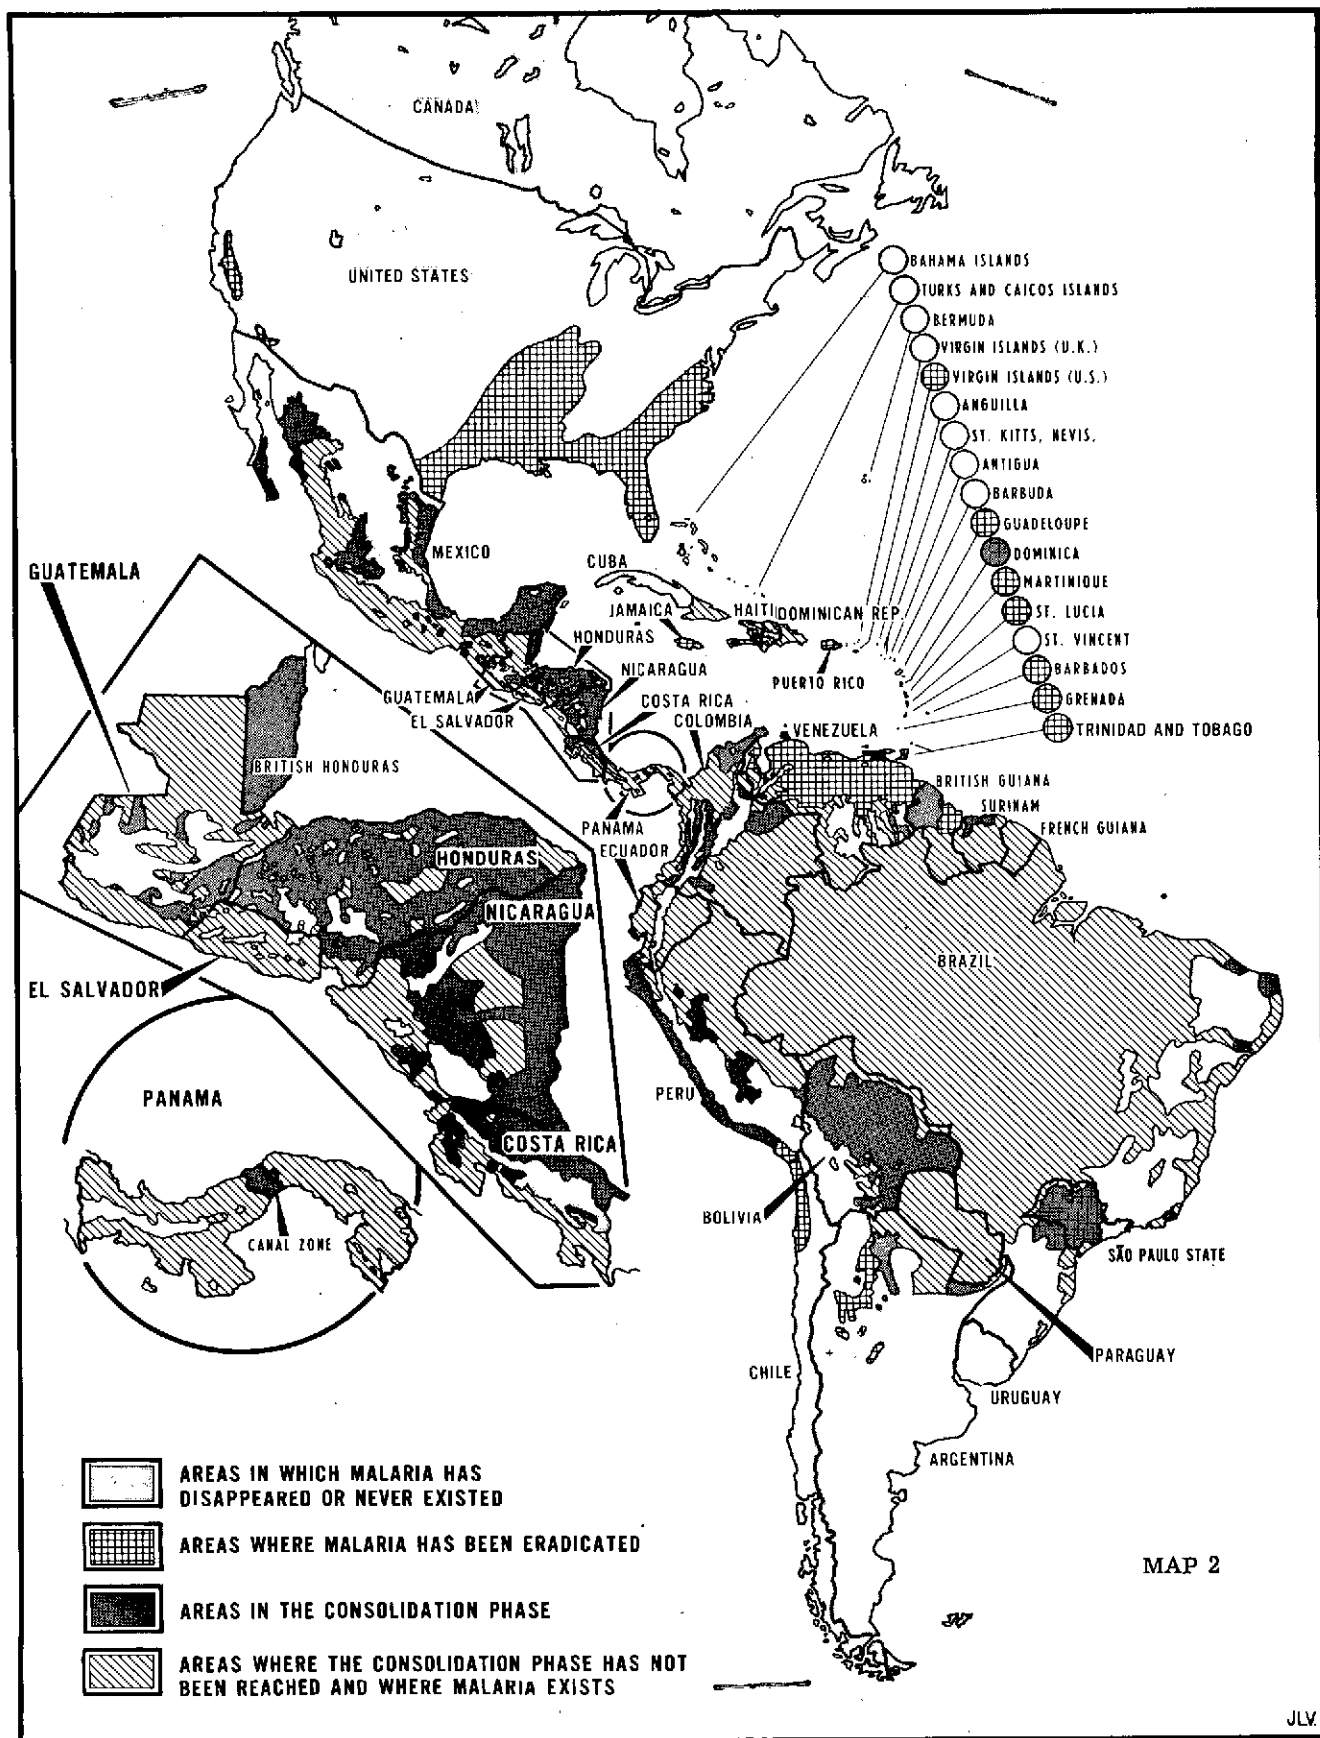 CANADA
UNITED STATES
BAHAMA ISLANDS
TURKS AND CAICOS ISLANDS
BERMUDA
VIRGIN ISLANDS (U.K.)
VIRGIN ISLANDS (U.S.)
ANGUILLA
ST. KITTS, NEVIS,
ANTIGUA
BARBUDA
GUADELOUPE
DOMINICA
MARTINIQUE
ST. LUCIA
ST. VINCENT
BARBADOS
GRENADA
TRINIDAD AND TOBAGO
MEXICO
CUBA
JAMAICA
HAITI
DOMINICAN REP.
HONDURAS
NICARAGUA
PUERTO RICO
GUATEMALA
COSTA RICA
EL SALVADOR
COLOMBIA
VENEZUELA
BRITISH GUIANA
SURINAM
FRENCH GUIANA
PANAMA
ECUADOR
BRAZIL
PERU
BOLIVIA
SÃO PAULO STATE
PARAGUAY
CHILE
URUGUAY
ARGENTINA
GUATEMALA
BRITISH HONDURAS
HONDURAS
NICARAGUA
EL SALVADOR
COSTA RICA
PANAMA
CANAL ZONE
AREAS IN WHICH MALARIA HAS
DISAPPEARED OR NEVER EXISTED
AREAS WHERE MALARIA HAS BEEN ERADICATED
AREAS IN THE CONSOLIDATION PHASE
AREAS WHERE THE CONSOLIDATION PHASE HAS NOT
BEEN REACHED AND WHERE MALARIA EXISTS
MAP 2
JLV.